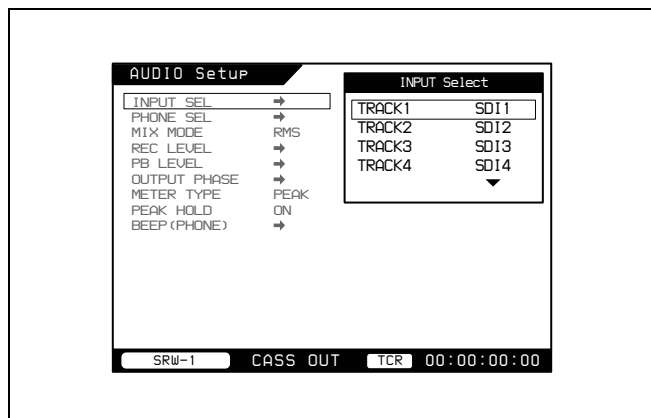 AUDIO Setup
INPUT SEL →
PHONE SEL →
MIX MODE RMS
REC LEVEL →
PB LEVEL →
OUTPUT PHASE →
METER TYPE PEAK
PEAK HOLD ON
BEEP(PHONE) →
INPUT Select
TRACK1 SDI1
TRACK2 SDI2
TRACK3 SDI3
TRACK4 SDI4
SRW-1 CASS OUT TCR 00:00:00:00